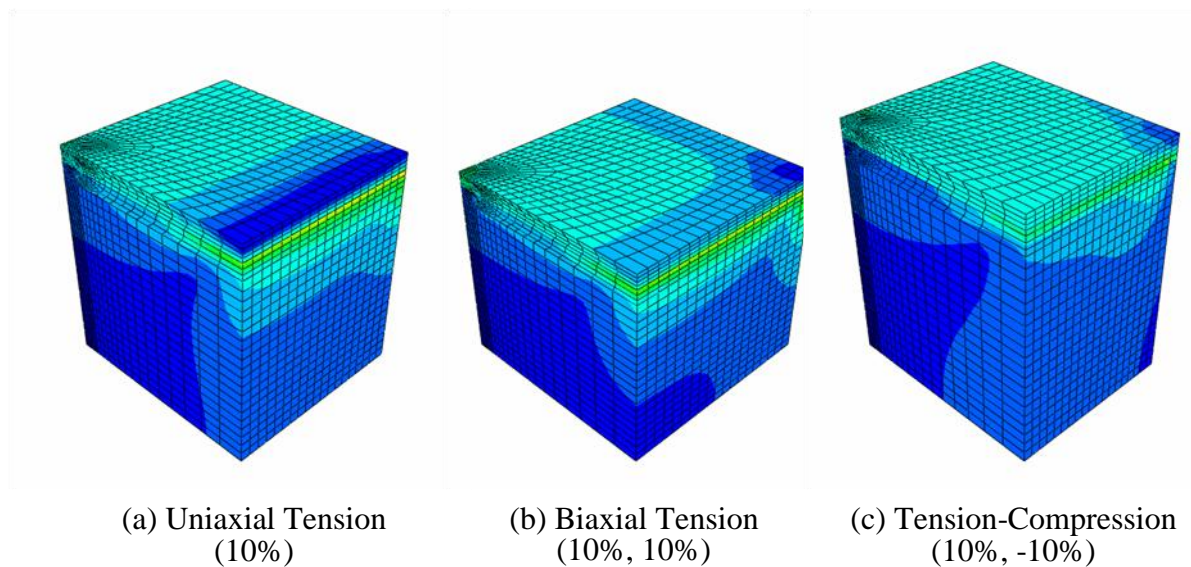 (a) Uniaxial Tension
(10%)
(b) Biaxial Tension
(10%, 10%)
(c) Tension-Compression
(10%, -10%)